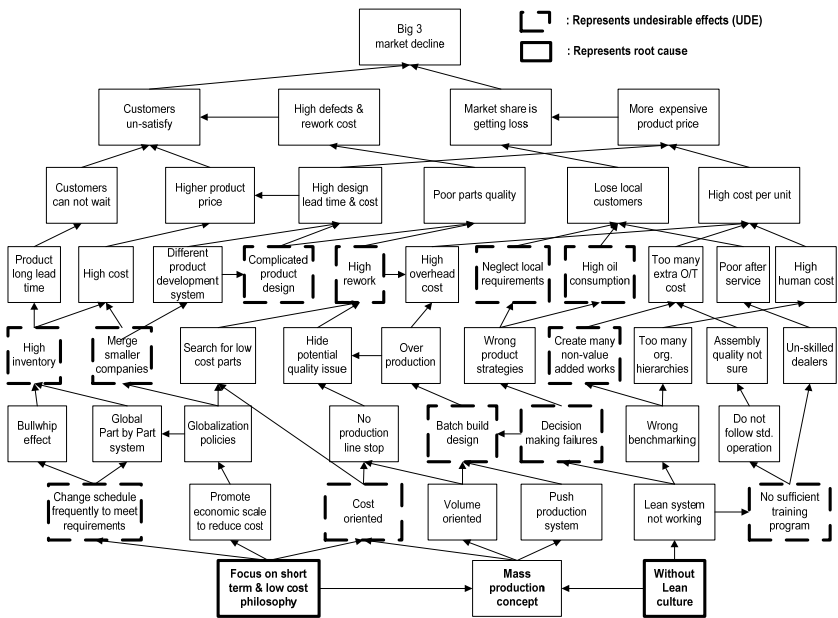 : Represents undesirable effects (UDE)
: Represents root cause
Big 3
market decline
Customers
un-satisfy
High defects &
rework cost
Market share is
getting loss
More expensive
product price
Customers
can not wait
Higher product
price
High design
lead time & cost
Poor parts quality
Lose local
customers
High cost per unit
Product
long lead
time
High cost
Different
product
development
system
Complicated
product
design
High
rework
High
overhead
cost
Neglect local
requirements
High oil
consumption
Too many
extra O/T
cost
Poor after
service
High
human cost
High
inventory
Merge
smaller
companies
Search for low
cost parts
Hide
potential
quality issue
Over
production
Wrong
product
strategies
Create many
non-value
added works
Too many
org.
hierarchies
Assembly
quality not
sure
Un-skilled
dealers
Bullwhip
effect
Global
Part by Part
system
Globalization
policies
No
production
line stop
Batch build
design
Decision
making failures
Wrong
benchmarking
Do not
follow std.
operation
Change schedule
frequently to meet
requirements
Promote
economic scale
to reduce cost
Cost
oriented
Volume
oriented
Push
production
system
Lean system
not working
No sufficient
training
program
Focus on short
term & low cost
philosophy
Mass
production
concept
Without
Lean
culture